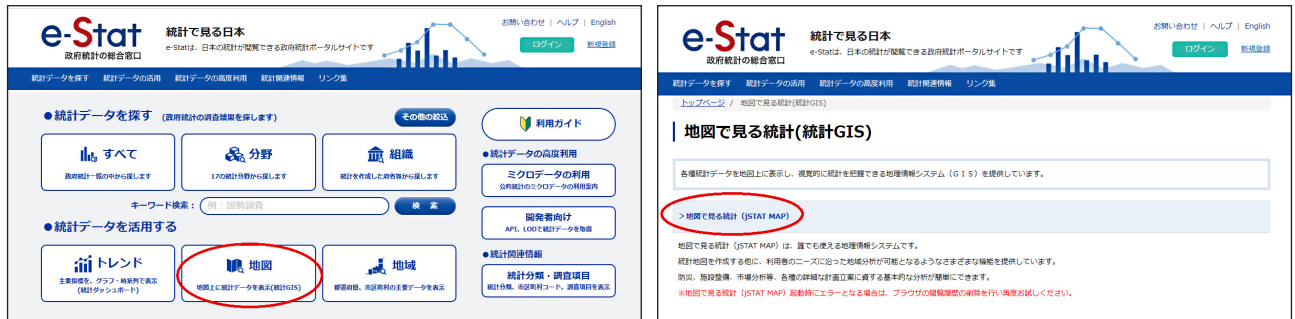 e-Stat
政府統計の総合窓口
統計で見る日本
e-Statは、日本の統計が閲覧できる政府統計ポータルサイトです
お問い合わせ | ヘルプ | English
ログイン 新規登録
統計データを探す 統計データの活用 統計データの高度利用 統計関連情報 リンク集
●統計データを探す (政府統計の調査結果を探します)
その他の絞込
すべて
政府統計一覧の中から探します
分野
17の統計分野から探します
組織
統計を作成した府省等から探します
キーワード検索: 例:国勢調査 検 索
●統計データを活用する
トレンド
主要指標を、グラフ・時系列で表示
(統計ダッシュボード)
地図
地図上に統計データを表示(統計GIS)
地域
都道府県、市区町村の主要データを表示
利用ガイド
●統計データの高度利用
ミクロデータの利用
公的統計のミクロデータの利用案内
開発者向け
API、LODで統計データを取得
●統計関連情報
統計分類・調査項目
統計分類、市区町村コード、調査項目を表示
e-Stat
政府統計の総合窓口
統計で見る日本
e-Statは、日本の統計が閲覧できる政府統計ポータルサイトです
お問い合わせ | ヘルプ | English
ログイン 新規登録
統計データを探す 統計データの活用 統計データの高度利用 統計関連情報 リンク集
トップページ / 地図で見る統計(統計GIS)
地図で見る統計(統計GIS)
各種統計データを地図上に表示し、視覚的に統計を把握できる地理情報システム(GIS)を提供しています。
>地図で見る統計 (jSTAT MAP)
地図で見る統計(jSTAT MAP)は、誰でも使える地理情報システムです。
統計地図を作成する他に、利用者のニーズに沿った地域分析が可能となるようなさまざまな機能を提供しています。
防災、施設整備、市場分析等、各種の詳細な計画立案に資する基本的な分析が簡単にできます。
※地図で見る統計(jSTAT MAP)起動時にエラーとなる場合は、ブラウザの閲覧履歴の削除を行い再度お試しください。